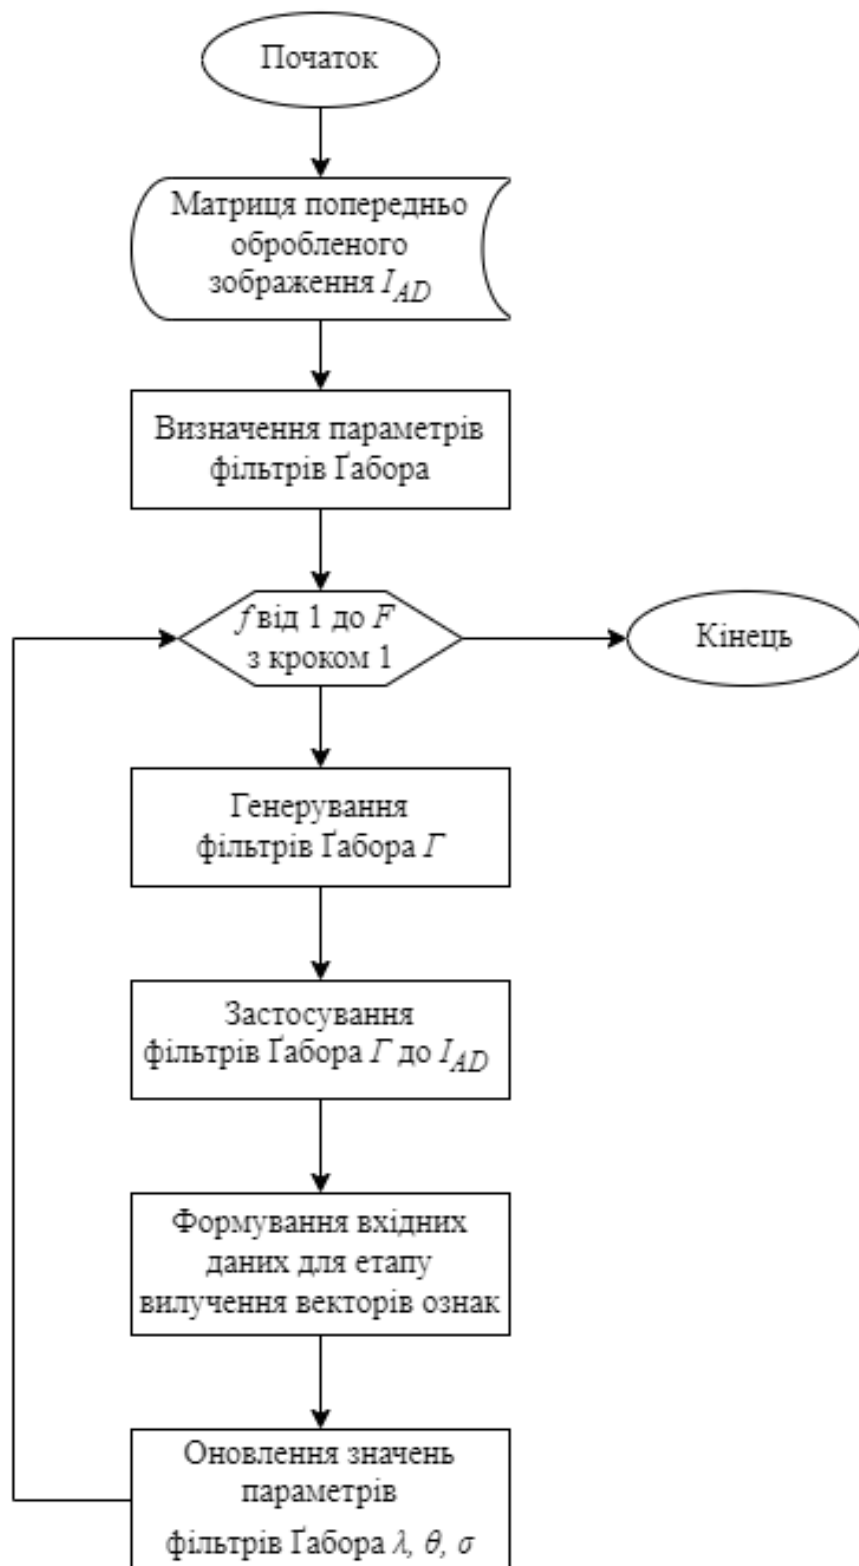 Початок
Матриця попередньо
обробленого
зображення I_AD
Визначення параметрів
фільтрів Ґабора
f від 1 до F
з кроком 1
Кінець
Генерування
фільтрів Ґабора Γ
Застосування
фільтрів Ґабора Γ до I_AD
Формування вхідних
даних для етапу
вилучення векторів ознак
Оновлення значень
параметрів
фільтрів Ґабора λ, θ, σ